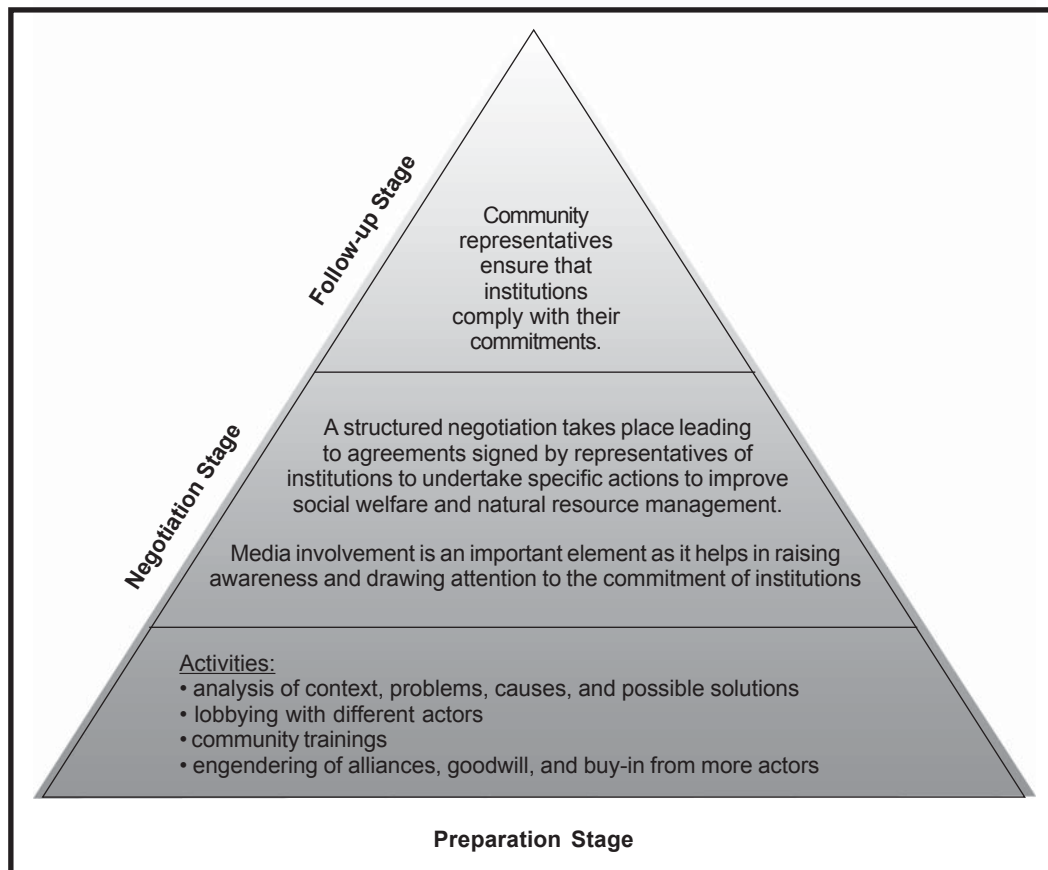 Follow-up Stage
Community
representatives
ensure that
institutions
comply with their
commitments.
Negotiation Stage
A structured negotiation takes place leading
to agreements signed by representatives of
institutions to undertake specific actions to improve
social welfare and natural resource management.
Media involvement is an important element as it helps in raising
awareness and drawing attention to the commitment of institutions
Activities:
• analysis of context, problems, causes, and possible solutions
• lobbying with different actors
• community trainings
• engendering of alliances, goodwill, and buy-in from more actors
Preparation Stage